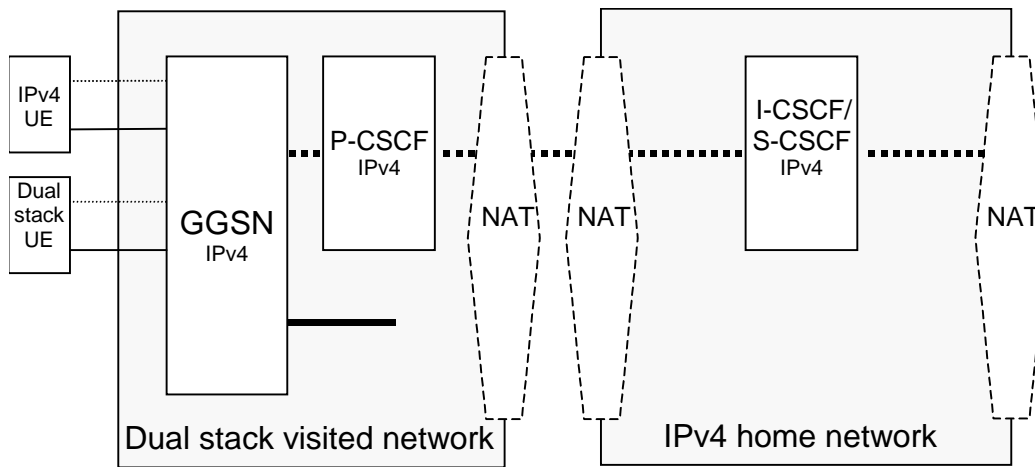 IPv4
UE
Dual
stack
UE
GGSN
IPv4
P-CSCF
IPv4
NAT
NAT
I-CSCF/
S-CSCF
IPv4
NAT
Dual stack visited network
IPv4 home network